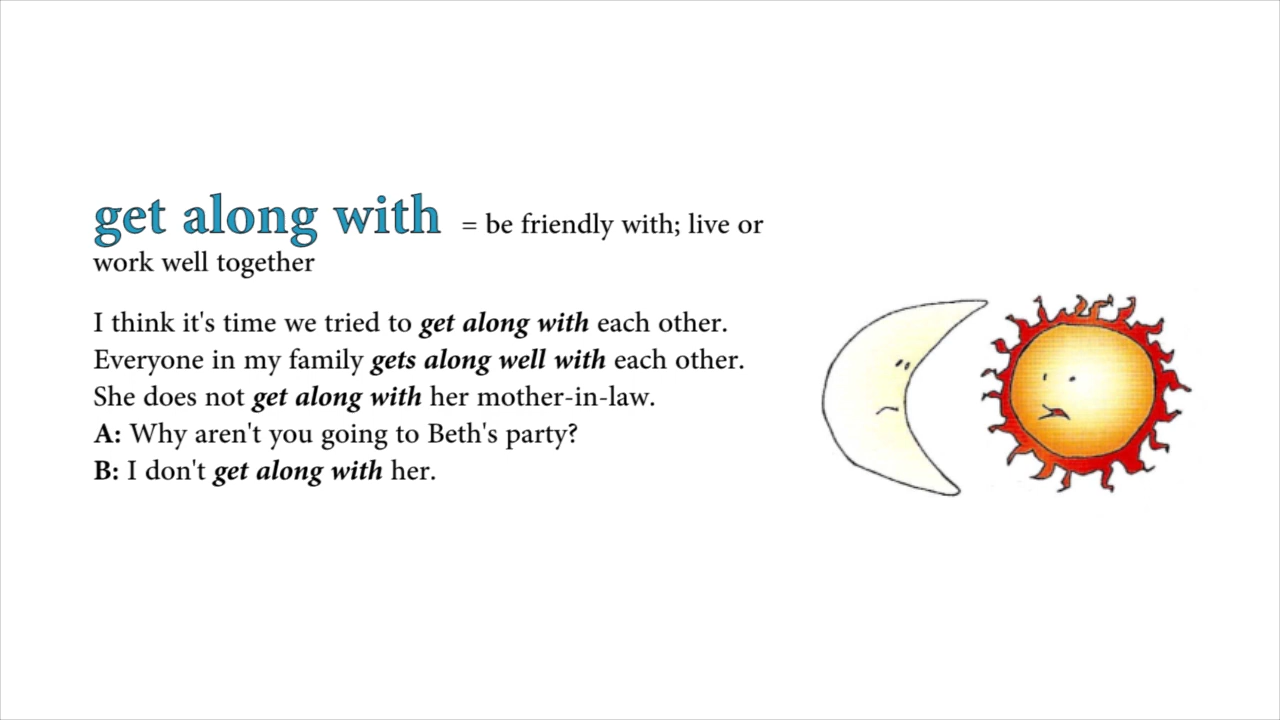 get along with = be friendly with; live or
work well together
I think it's time we tried to get along with each other.
Everyone in my family gets along well with each other.
She does not get along with her mother-in-law.
A: Why aren't you going to Beth's party?
B: I don't get along with her.